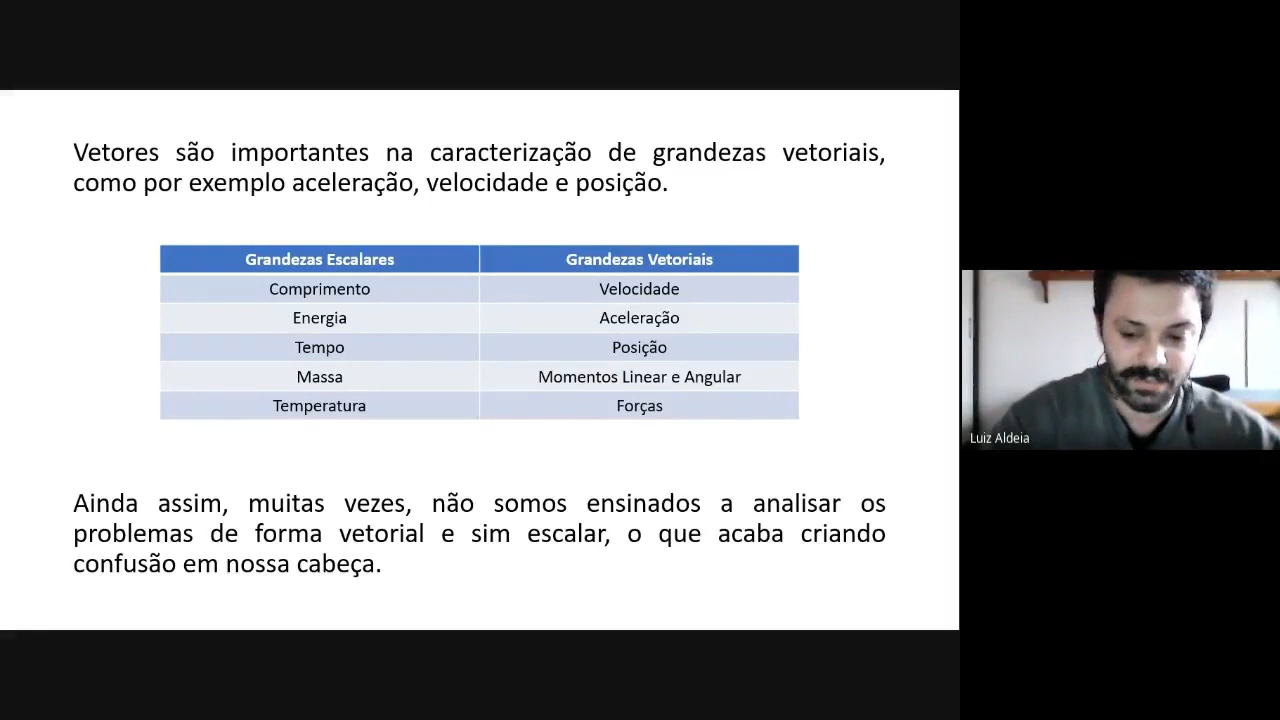 Vetores são importantes na caracterização de grandezas vetoriais,
como por exemplo aceleração, velocidade e posição.
Grandezas Escalares Grandezas Vetoriais
Comprimento Velocidade
Energia Aceleração
Tempo Posição
Massa Momentos Linear e Angular
Temperatura Forças
Ainda assim, muitas vezes, não somos ensinados a analisar os
problemas de forma vetorial e sim escalar, o que acaba criando
confusão em nossa cabeça.
Luiz Aldeia